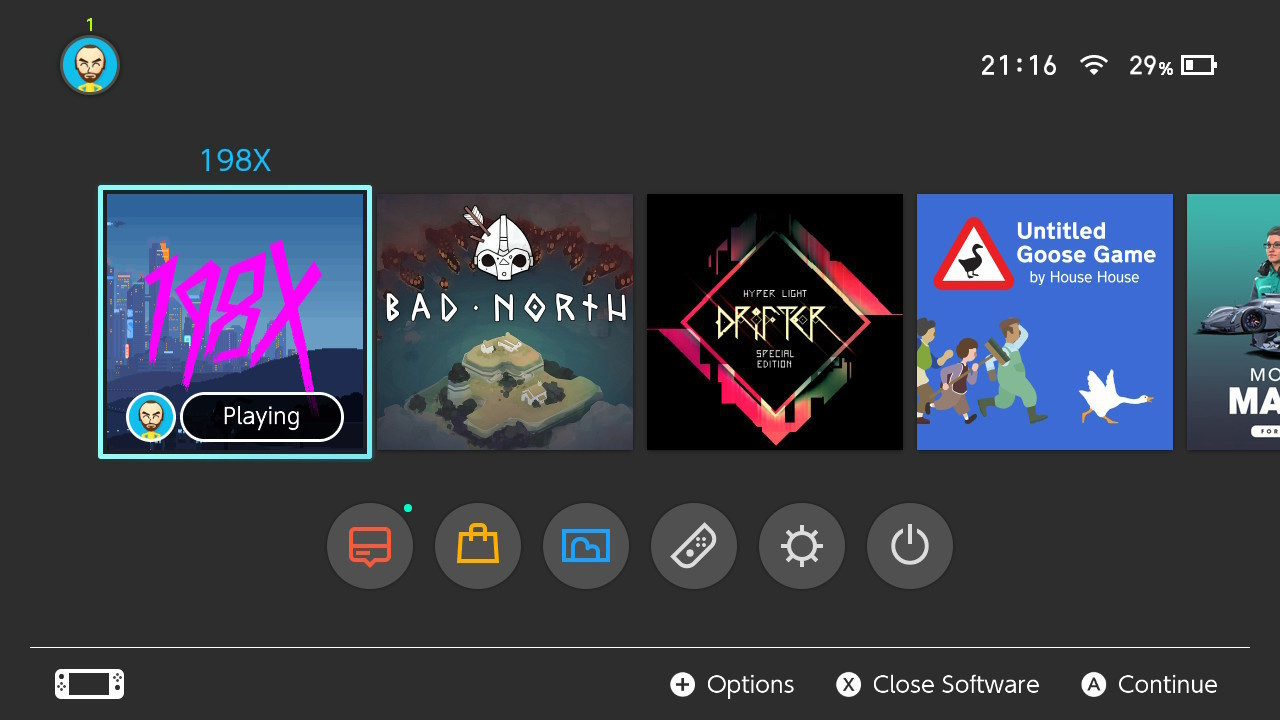 1
21:16
29%
198X
198X
Playing
BAD · NORTH
HYPER LIGHT
DRIFTER
SPECIAL
EDITION
Untitled
Goose Game
by House House
MO
MA
FOR
+ Options
X Close Software
A Continue